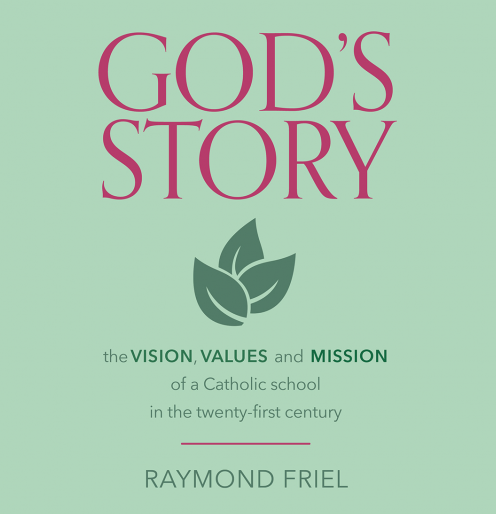 GOD'S
STORY
the VISION, VALUES and MISSION
of a Catholic school
in the twenty-first century
RAYMOND FRIEL